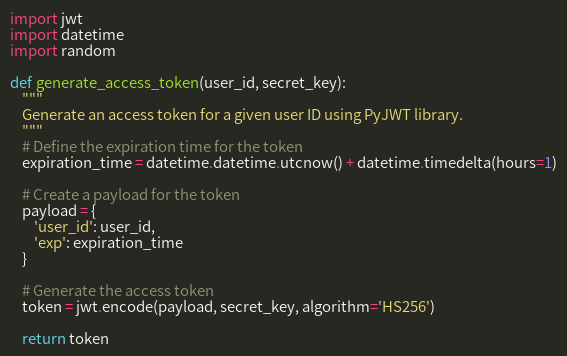 import jwt
import datetime
import random
def generate_access_token(user_id, secret_key):
"""
Generate an access token for a given user ID using PyJWT library.
"""
# Define the expiration time for the token
expiration_time = datetime.datetime.utcnow() + datetime.timedelta(hours=1)
# Create a payload for the token
payload = {
'user_id': user_id,
'exp': expiration_time
}
# Generate the access token
token = jwt.encode(payload, secret_key, algorithm='HS256')
return token